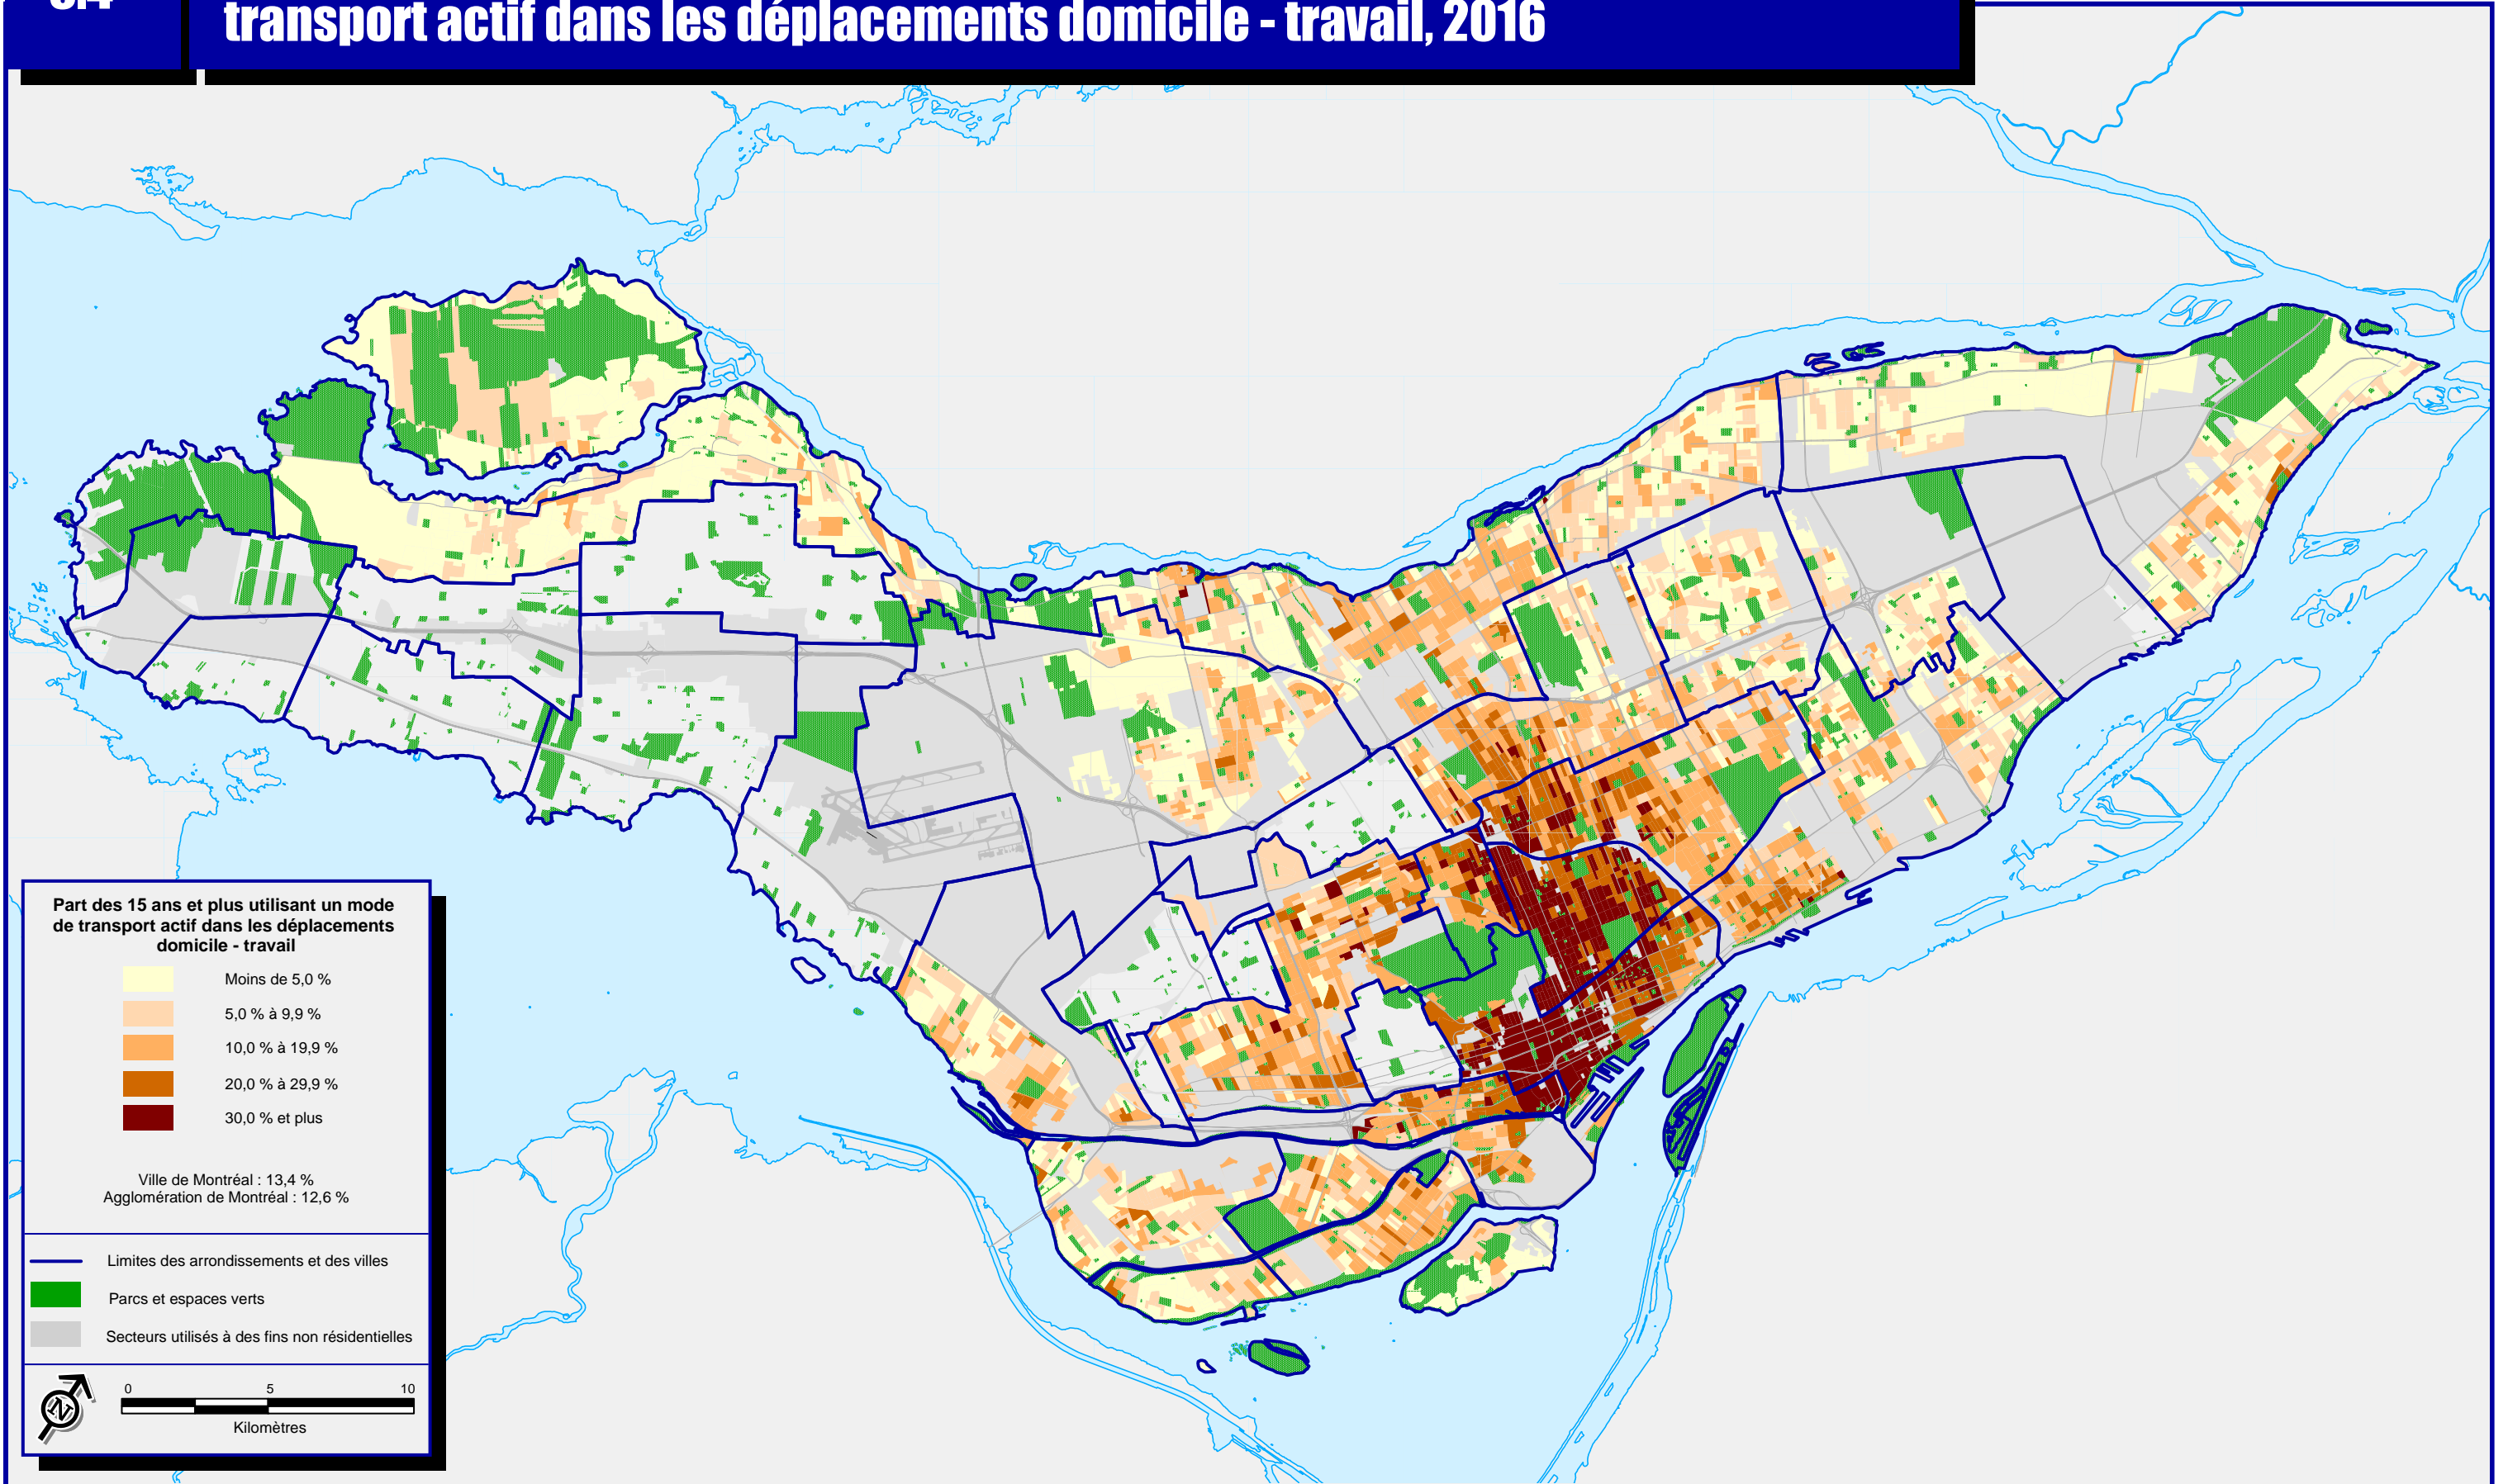 transport actif dans les déplacements domicile - travail, 2016
Part des 15 ans et plus utilisant un mode
de transport actif dans les déplacements
domicile - travail
Moins de 5,0 %
5,0 % à 9,9 %
10,0 % à 19,9 %
20,0 % à 29,9 %
30,0 % et plus
Ville de Montréal : 13,4 %
Agglomération de Montréal : 12,6 %
Limites des arrondissements et des villes
Parcs et espaces verts
Secteurs utilisés à des fins non résidentielles
N
0 5 10
Kilomètres